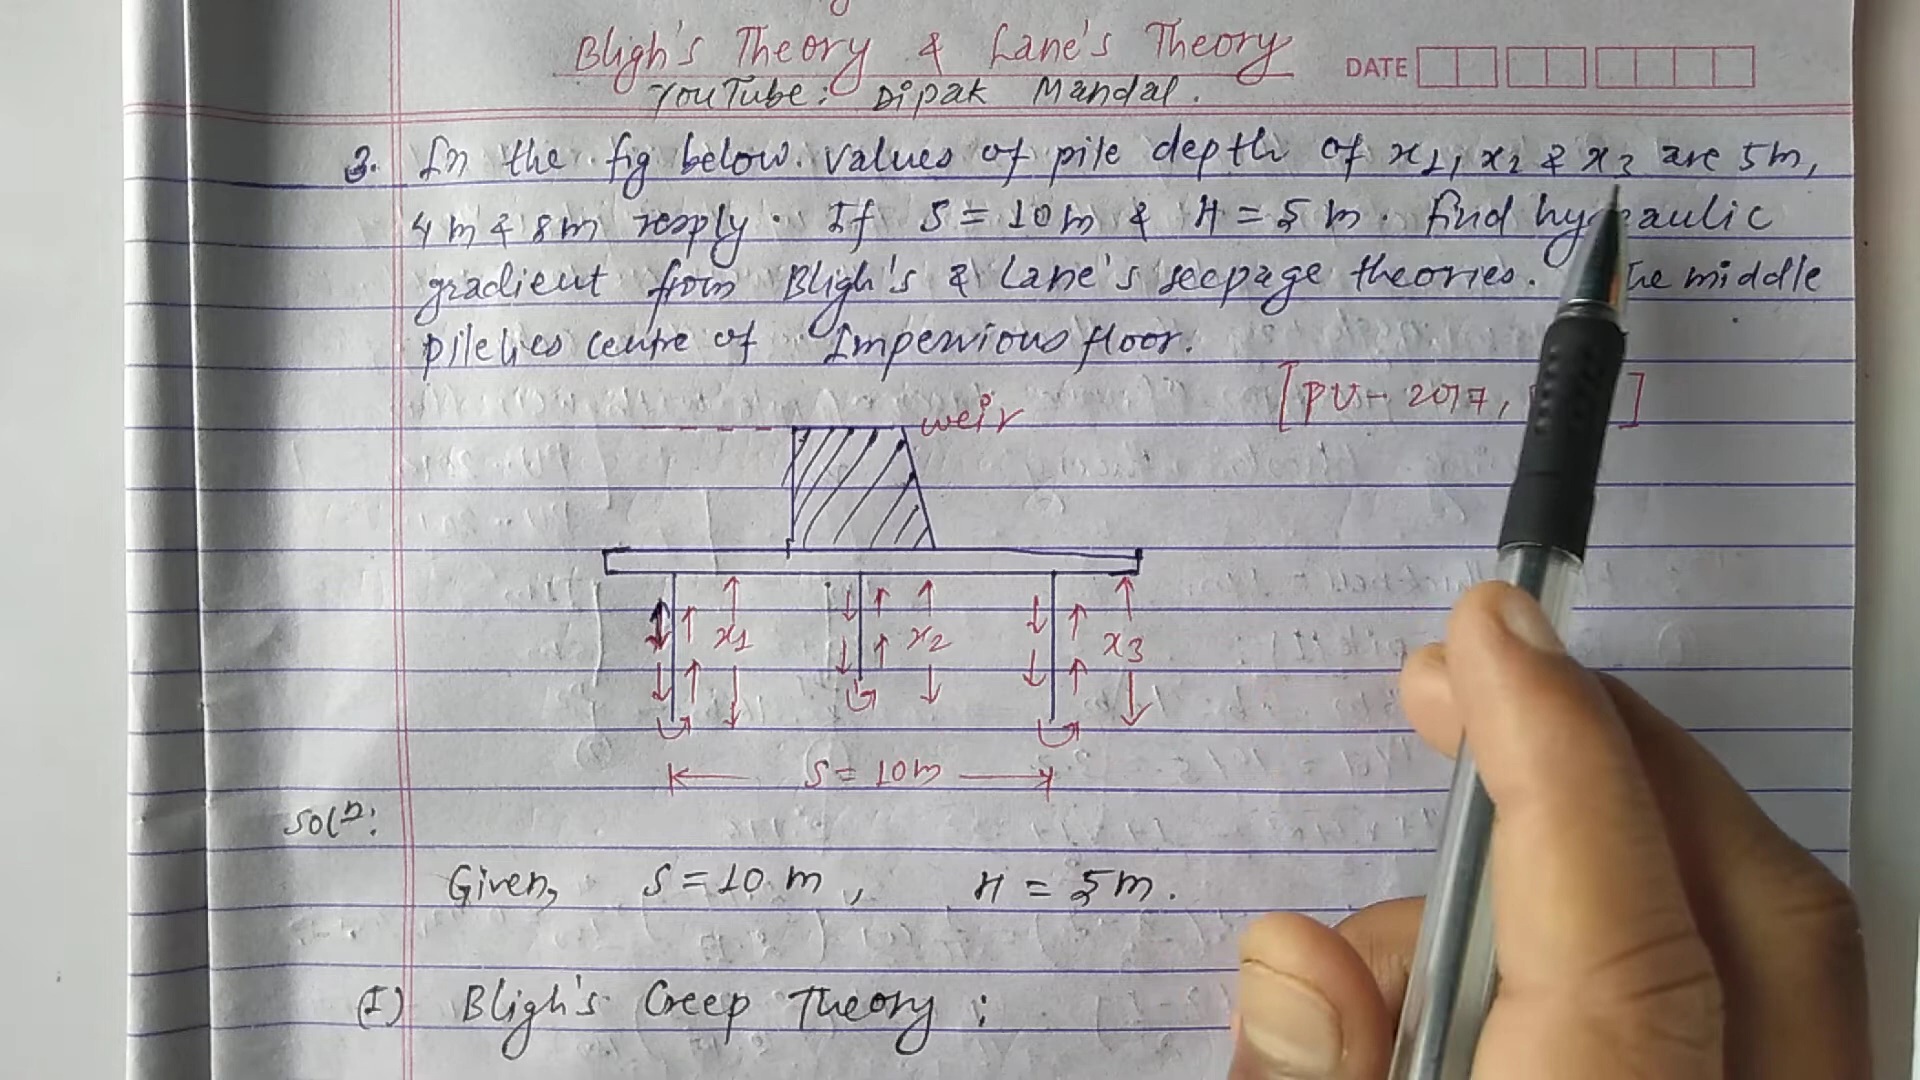 Bligh's Theory & Lane's Theory
DATE
YouTube: Dipak Mandal.
3. In the fig below. values of pile depth of x1, x2 & x3 are 5m,
4m & 8m resply. If S = 10m & H = 5m. find hydraulic
gradient from Bligh's & Lane's seepage theories. The middle
pile lies centre of Impervious floor.
[PU- 2017, ]
weir
x1 x2 x3
S = 10m
Soln:
Given, S = 10 m, H = 5m.
(I) Bligh's Creep Theory: